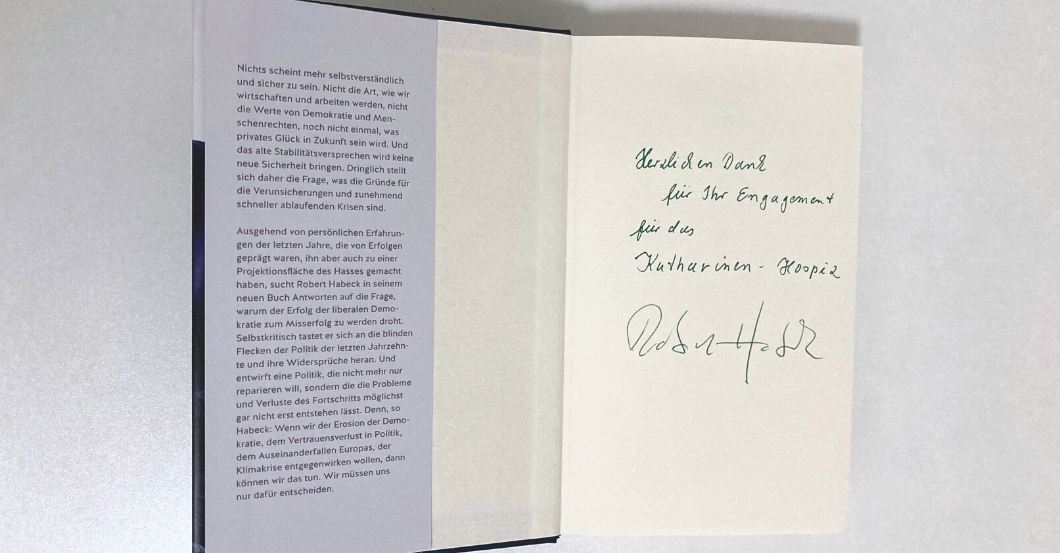 Nichts scheint mehr selbstverständlich
und sicher zu sein. Nicht die Art, wie wir
wirtschaften und arbeiten werden, nicht
die Werte von Demokratie und Men-
schenrechten, noch nicht einmal, was
privates Glück in Zukunft sein wird. Und
das alte Stabilitätsversprechen wird keine
neue Sicherheit bringen. Dringlich stellt
sich daher die Frage, was die Gründe für
die Verunsicherungen und zunehmend
schneller ablaufenden Krisen sind.
Ausgehend von persönlichen Erfahrun-
gen der letzten Jahre, die von Erfolgen
geprägt waren, ihn aber auch zu einer
Projektionsfläche des Hasses gemacht
haben, sucht Robert Habeck in seinem
neuen Buch Antworten auf die Frage,
warum der Erfolg der liberalen Demo-
kratie zum Misserfolg zu werden droht.
Selbstkritisch tastet er sich an die blinden
Flecken der Politik der letzten Jahrzehn-
te und ihre Widersprüche heran. Und
entwirft eine Politik, die nicht mehr nur
reparieren will, sondern die die Probleme
und Verluste des Fortschritts möglichst
gar nicht erst entstehen lässt. Denn, so
Habeck: Wenn wir der Erosion der Demo-
kratie, dem Vertrauensverlust in Politik,
dem Auseinanderfallen Europas, der
Klimakrise entgegenwirken wollen, dann
können wir das tun. Wir müssen uns
nur dafür entscheiden.
Herzlichen Dank
für Ihr Engagement
für das
Katharinen-Hospiz
Robert Habeck